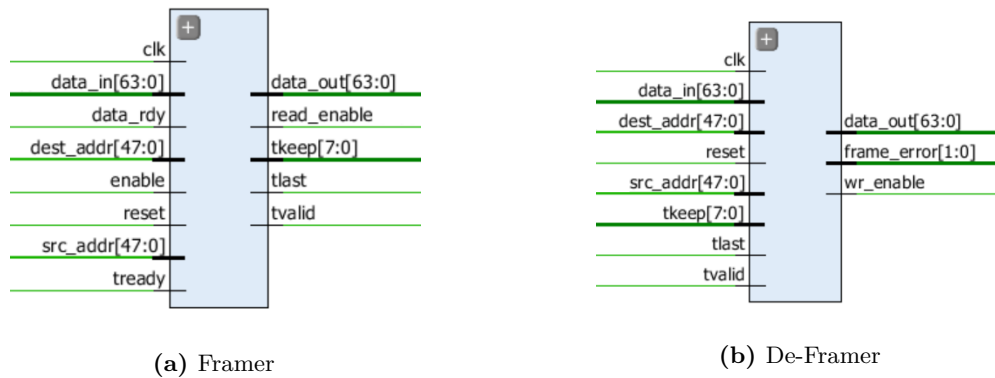 clk
data_in[63:0]
data_rdy
dest_addr[47:0]
enable
reset
src_addr[47:0]
tready
data_out[63:0]
read_enable
tkeep[7:0]
tlast
tvalid
(a) Framer
clk
data_in[63:0]
dest_addr[47:0]
reset
src_addr[47:0]
tkeep[7:0]
tlast
tvalid
data_out[63:0]
frame_error[1:0]
wr_enable
(b) De-Framer